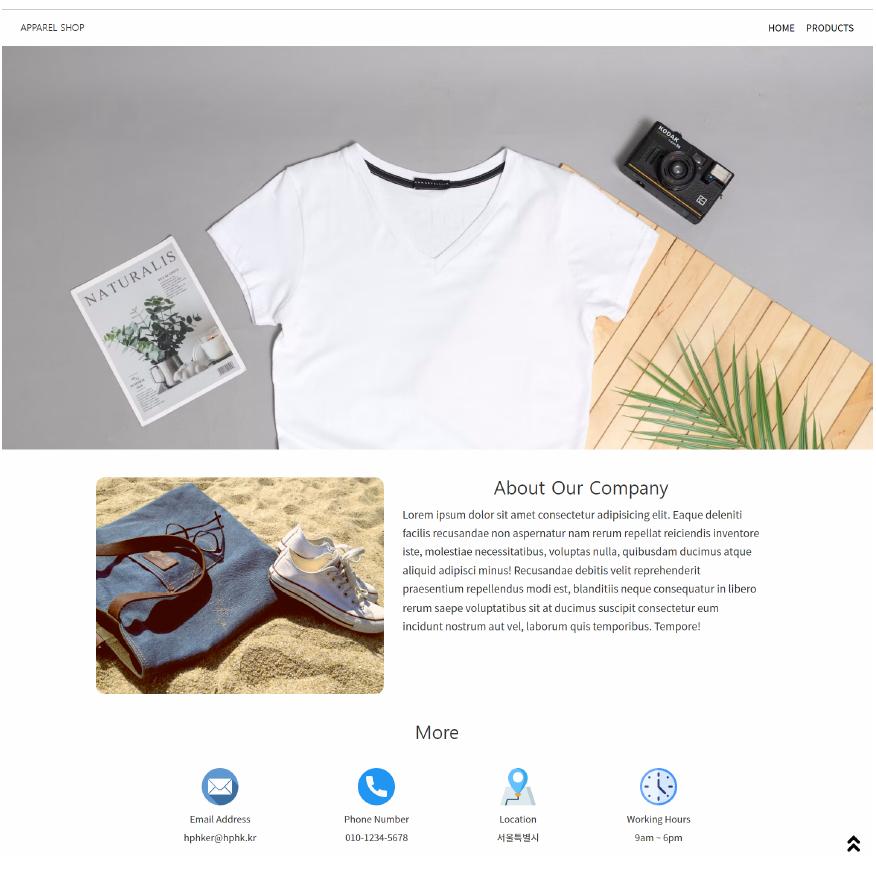 APPAREL SHOP
HOME PRODUCTS
KODAK
NATURALIS
About Our Company
Lorem ipsum dolor sit amet consectetur adipisicing elit. Eaque deleniti
facilis recusandae non aspernatur nam rerum repellat reiciendis inventore
iste, molestiae necessitatibus, voluptas nulla, quibusdam ducimus atque
aliquid adipisci minus! Recusandae debitis velit reprehenderit
praesentium repellendus modi est, blanditiis neque consequatur in libero
rerum saepe voluptatibus sit at ducimus suscipit consectetur eum
incidunt nostrum aut vel, laborum quis temporibus. Tempore!
More
Email Address
hphker@hphk.kr
Phone Number
010-1234-5678
Location
서울특별시
Working Hours
9am ~ 6pm